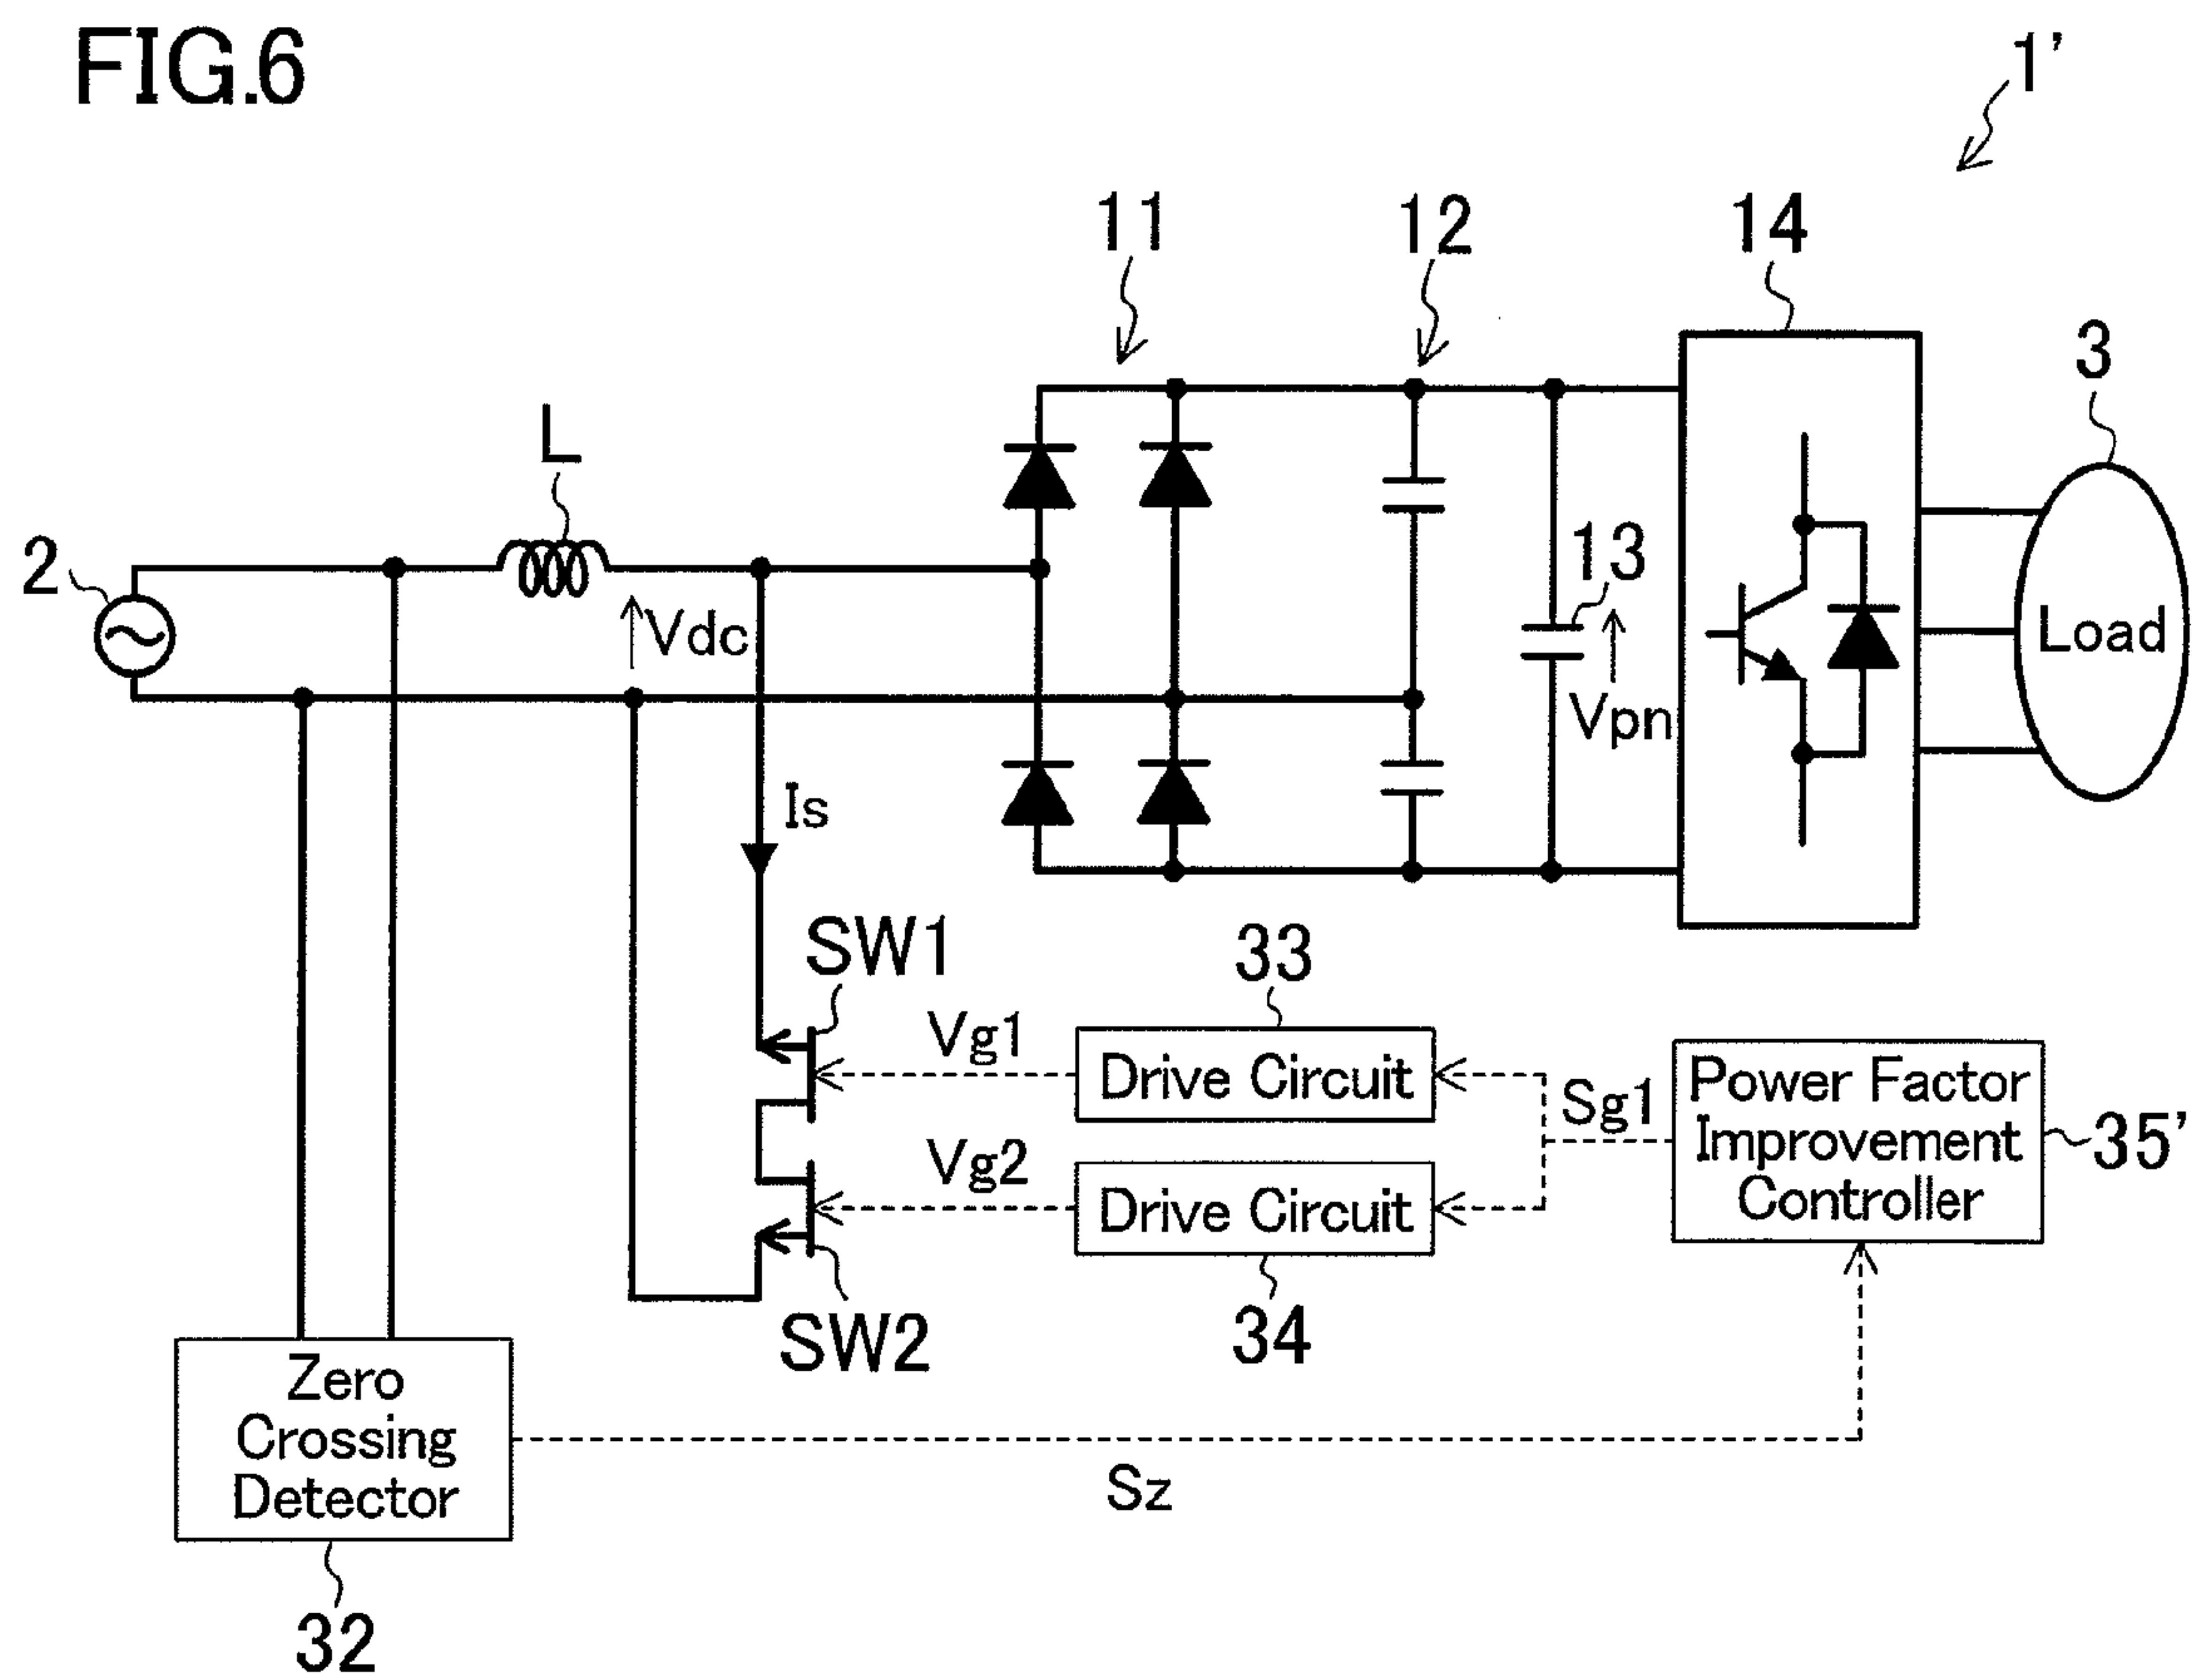 FIG.6
1'
11
12
14
3
L
2
13
Vdc
Load
Vpn
Is
SW1
33
Vg1
Drive Circuit
Sg1
Power Factor
Improvement
Controller
35'
Vg2
Drive Circuit
SW2
34
Zero
Crossing
Detector
Sz
32